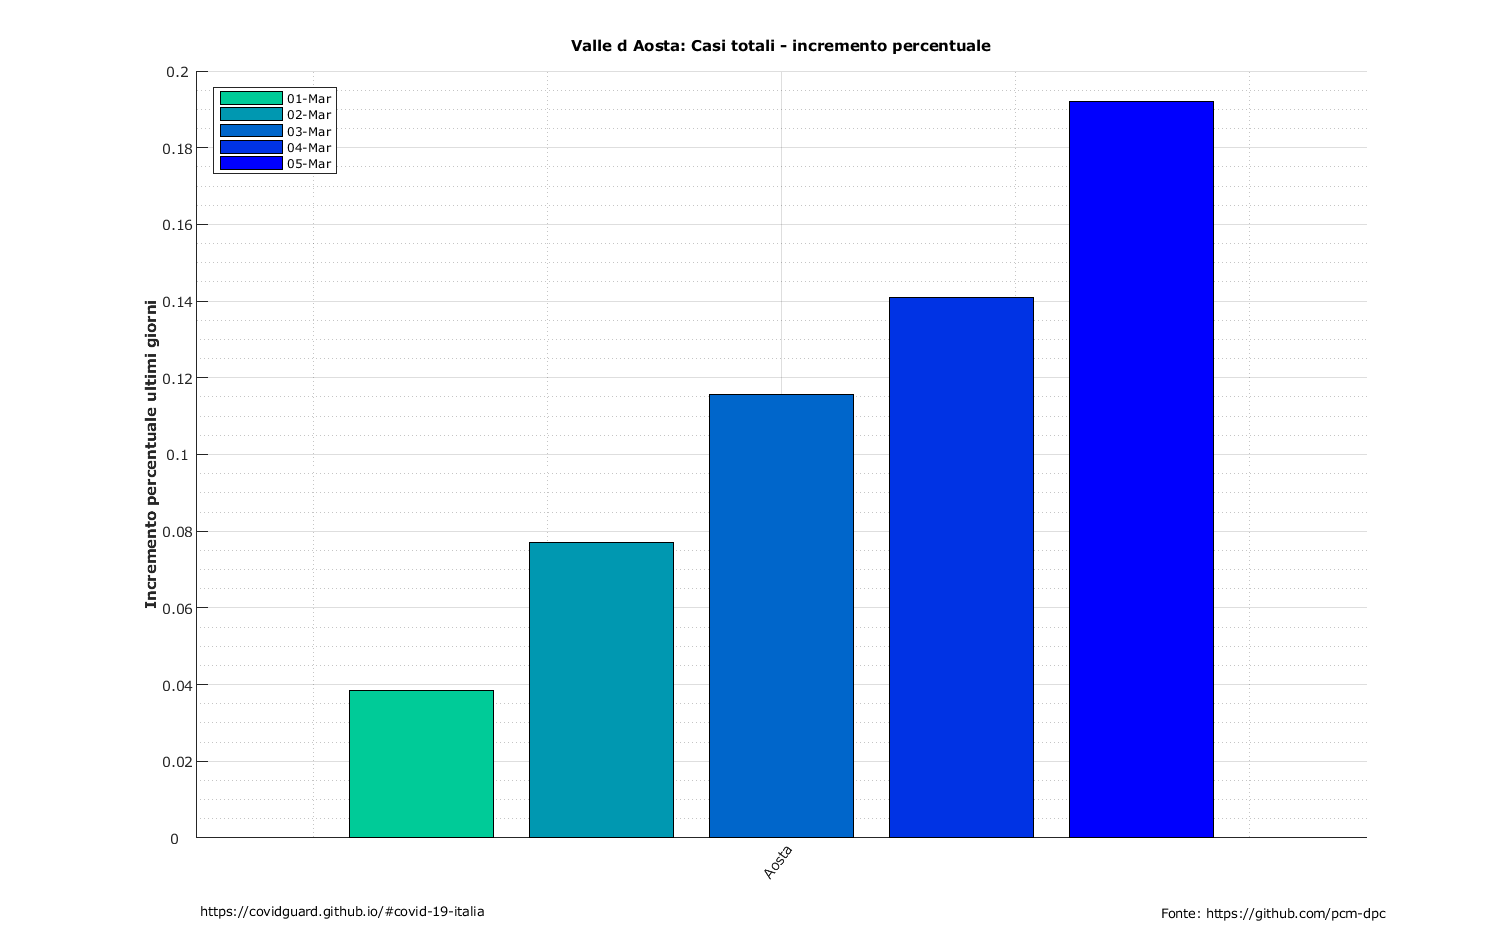 Valle d Aosta: Casi totali - incremento percentuale
0.2
0.18
0.16
0.14
0.12
0.1
0.08
0.06
0.04
0.02
0
Incremento percentuale ultimi giorni
01-Mar
02-Mar
03-Mar
04-Mar
05-Mar
Aosta
https://covidguard.github.io/#covid-19-italia
Fonte: https://github.com/pcm-dpc